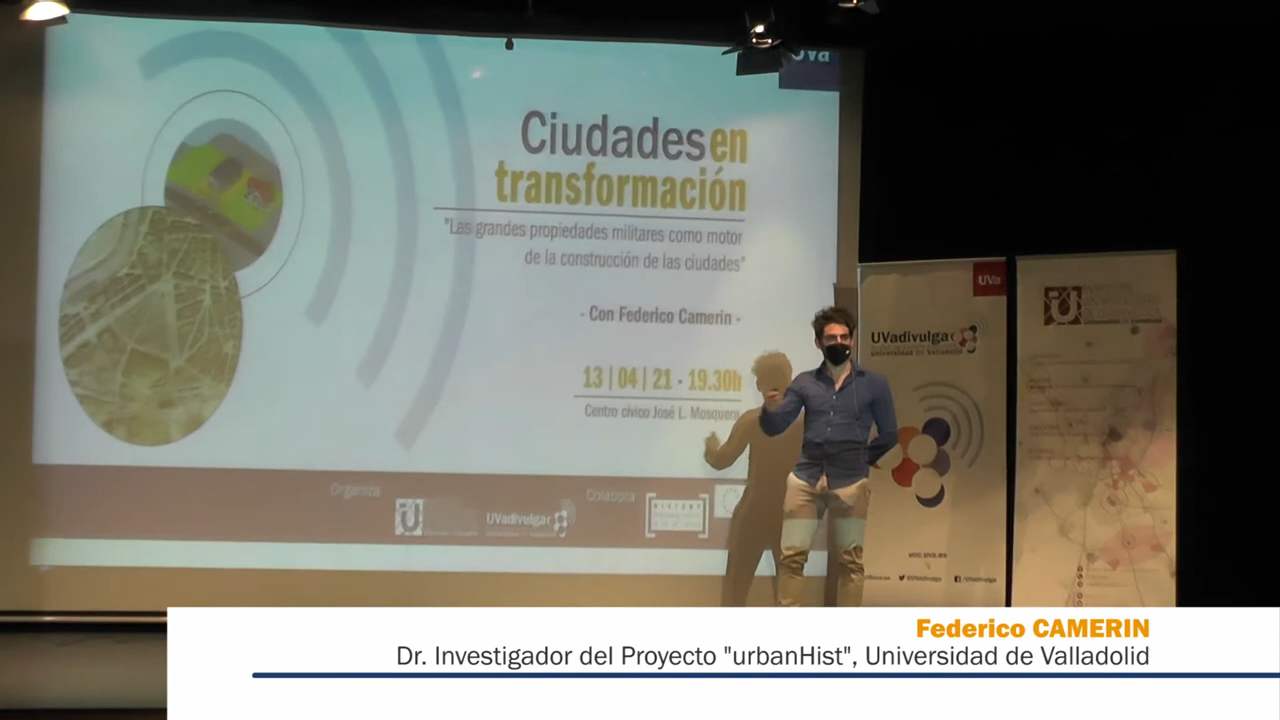 UVa
Ciudades en
transformación
"Las grandes propiedades militares como motor
de la construcción de las ciudades"
- Con Federico Camerin -
13 | 04 | 21 - 19.30h
Centro cívico José L. Mosquera
Organiza
Colabora
UVadivulga
UVa
UVadivulga
Universidad de Valladolid
@UVadivulga
/UVadivulga
Federico CAMERIN
Dr. Investigador del Proyecto "urbanHist", Universidad de Valladolid